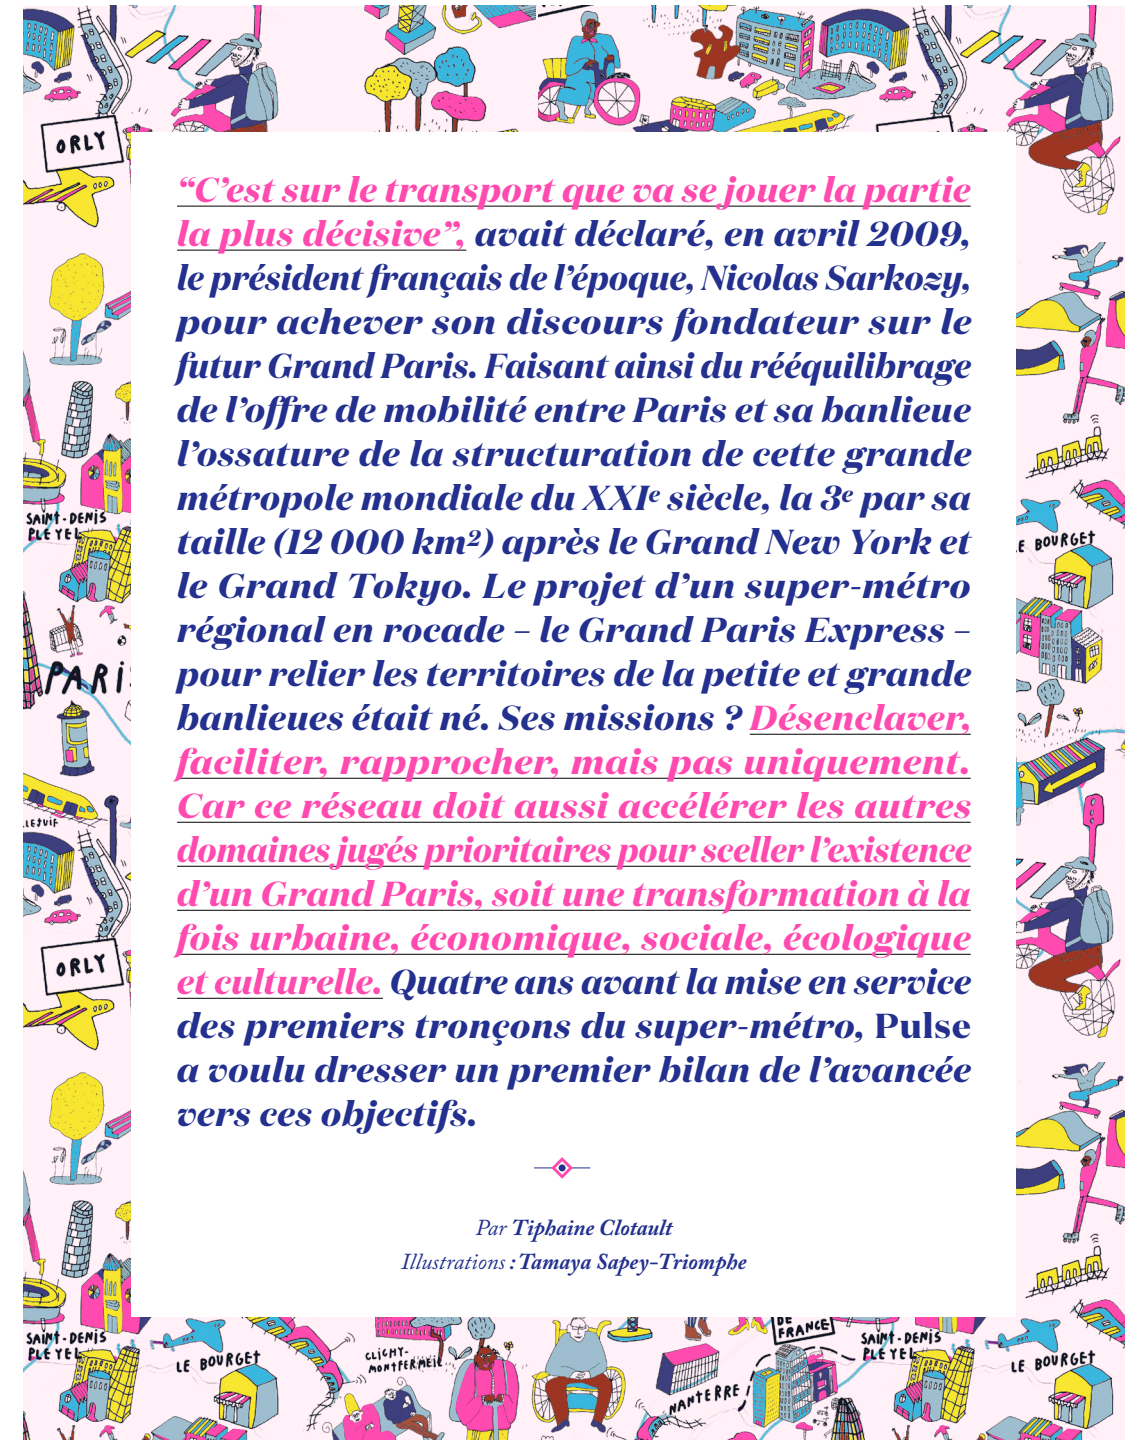 ORLY
“C’est sur le transport que va se jouer la partie
la plus décisive”, avait déclaré, en avril 2009,
le président français de l’époque, Nicolas Sarkozy,
pour achever son discours fondateur sur le
futur Grand Paris. Faisant ainsi du rééquilibrage
de l’offre de mobilité entre Paris et sa banlieue
l’ossature de la structuration de cette grande
métropole mondiale du XXIe siècle, la 3e par sa
taille (12 000 km²) après le Grand New York et
le Grand Tokyo. Le projet d’un super-métro
régional en rocade – le Grand Paris Express –
pour relier les territoires de la petite et grande
banlieues était né. Ses missions ? Désenclaver,
faciliter, rapprocher, mais pas uniquement.
Car ce réseau doit aussi accélérer les autres
domaines jugés prioritaires pour sceller l’existence
d’un Grand Paris, soit une transformation à la
fois urbaine, économique, sociale, écologique
et culturelle. Quatre ans avant la mise en service
des premiers tronçons du super-métro, Pulse
a voulu dresser un premier bilan de l’avancée
vers ces objectifs.
Par Tiphaine Clotault
Illustrations : Tamaya Sapey-Triomphe
SAINT-DENIS
PLEYEL
E BOURGET
PARI
LEJUIF
ORLY
SAINT-DENIS
PLEYEL
LE BOURGET
CLICHY-
MONTFERMEIL
NANTERRE
DE
FRANCE
SAINT-DENIS
PLEYEL
LE BOURGET